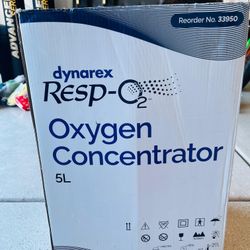 Reorder No. 33950
dynarex
Resp-O2
Oxygen
Concentrator
5L